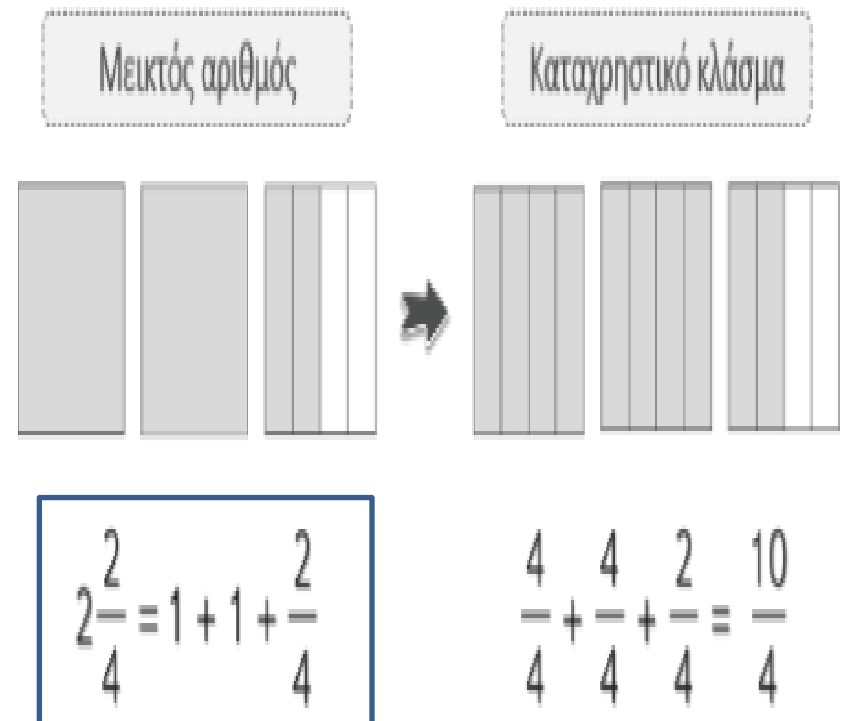 Μεικτός αριθμός
Καταχρηστικό κλάσμα
2 2/4 = 1 + 1 + 2/4
4/4 + 4/4 + 2/4 = 10/4